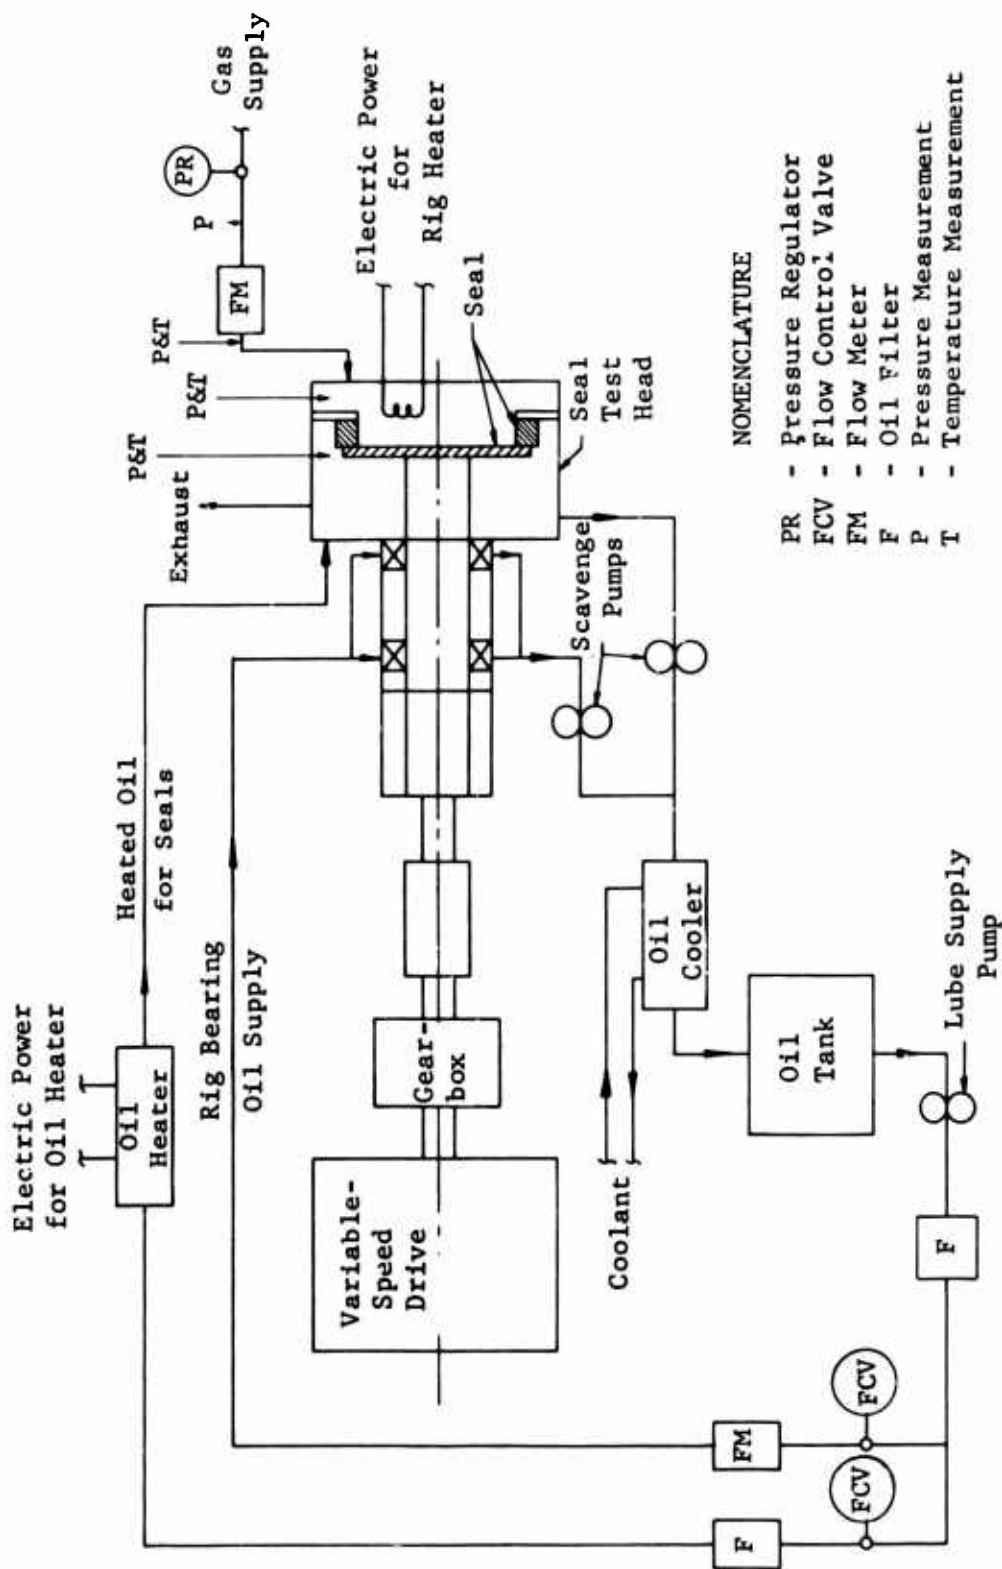 Electric Power
for Oil Heater
Oil
Heater
Heated Oil
for Seals
Rig Bearing
Oil Supply
Exhaust
P&T
P&T
P&T
FM
P
PR
Gas
Supply
Electric Power
for
Rig Heater
Seal
Seal
Test
Head
Variable-
Speed
Drive
Gear-
box
Scavenge
Pumps
Coolant
Oil
Cooler
Oil
Tank
Lube Supply
Pump
F
FCV
FCV
FM
F
NOMENCLATURE
PR - Pressure Regulator
FCV - Flow Control Valve
FM - Flow Meter
F - Oil Filter
P - Pressure Measurement
T - Temperature Measurement